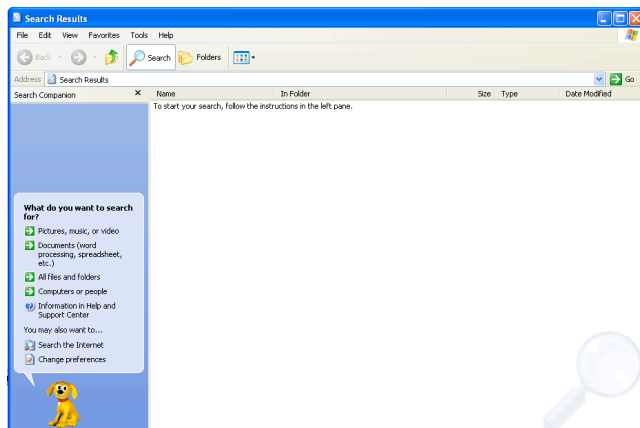 Search Results
File Edit View Favorites Tools Help
Back Search Folders
Address Search Results Go
Search Companion Name In Folder Size Type Date Modified
To start your search, follow the instructions in the left pane.
What do you want to search
for?
Pictures, music, or video
Documents (word
processing, spreadsheet,
etc.)
All files and folders
Computers or people
Information in Help and
Support Center
You may also want to...
Search the Internet
Change preferences